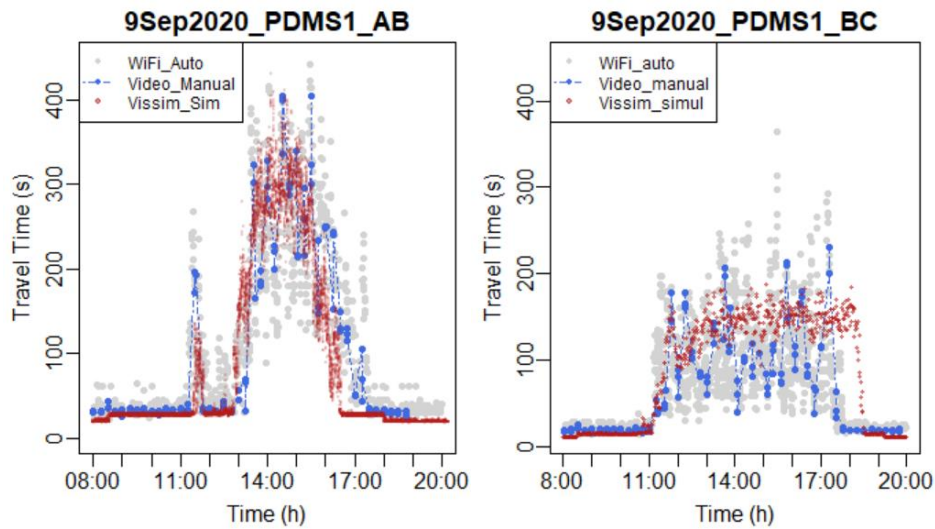 9Sep2020_PDMS1_AB
WiFi_Auto
Video_Manual
Vissim_Sim
Travel Time (s)
0 100 200 300 400
08:00 11:00 14:00 17:00 20:00
Time (h)
9Sep2020_PDMS1_BC
WiFi_auto
Video_manual
Vissim_simul
Travel Time (s)
0 100 200 300 400
8:00 11:00 14:00 17:00 20:00
Time (h)